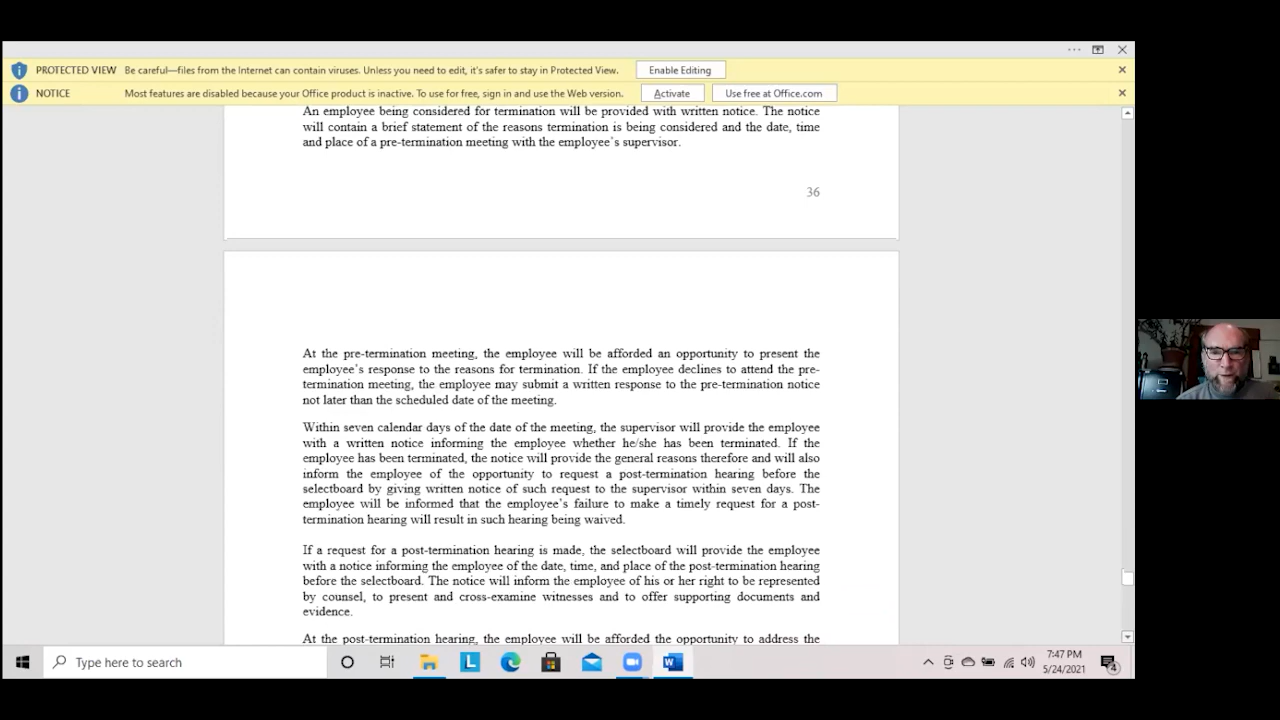 PROTECTED VIEW Be careful—files from the Internet can contain viruses. Unless you need to edit, it's safer to stay in Protected View. Enable Editing
NOTICE Most features are disabled because your Office product is inactive. To use for free, sign in and use the Web version. Activate Use free at Office.com
An employee being considered for termination will be provided with written notice. The notice
will contain a brief statement of the reasons termination is being considered and the date, time
and place of a pre-termination meeting with the employee's supervisor.
36
At the pre-termination meeting, the employee will be afforded an opportunity to present the
employee's response to the reasons for termination. If the employee declines to attend the pre-
termination meeting, the employee may submit a written response to the pre-termination notice
not later than the scheduled date of the meeting.
Within seven calendar days of the date of the meeting, the supervisor will provide the employee
with a written notice informing the employee whether he/she has been terminated. If the
employee has been terminated, the notice will provide the general reasons therefore and will also
inform the employee of the opportunity to request a post-termination hearing before the
selectboard by giving written notice of such request to the supervisor within seven days. The
employee will be informed that the employee's failure to make a timely request for a post-
termination hearing will result in such hearing being waived.
If a request for a post-termination hearing is made, the selectboard will provide the employee
with a notice informing the employee of the date, time, and place of the post-termination hearing
before the selectboard. The notice will inform the employee of his or her right to be represented
by counsel, to present and cross-examine witnesses and to offer supporting documents and
evidence.
At the post-termination hearing, the employee will be afforded the opportunity to address the
Type here to search
L
W
7:47 PM
5/24/2021
4